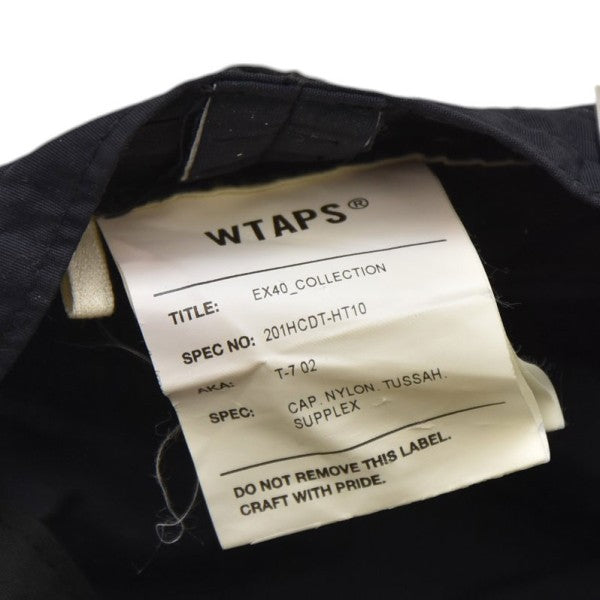 WTAPS®
TITLE: EX40_COLLECTION
SPEC NO: 201HCDT-HT10
AKA: T-7 02
SPEC: CAP. NYLON. TUSSAH.
SUPPLEX
DO NOT REMOVE THIS LABEL.
CRAFT WITH PRIDE.